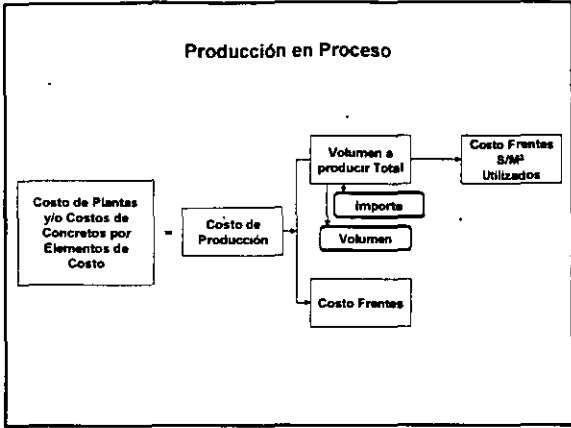 Producción en Proceso
Costo de Plantas
y/o Costos de
Concretos por
Elementos de
Costo
=
Costo de
Producción
Volumen a
producir Total
Importe
Volumen
Costo Frentes
Costo Frentes
S/M³
Utilizados